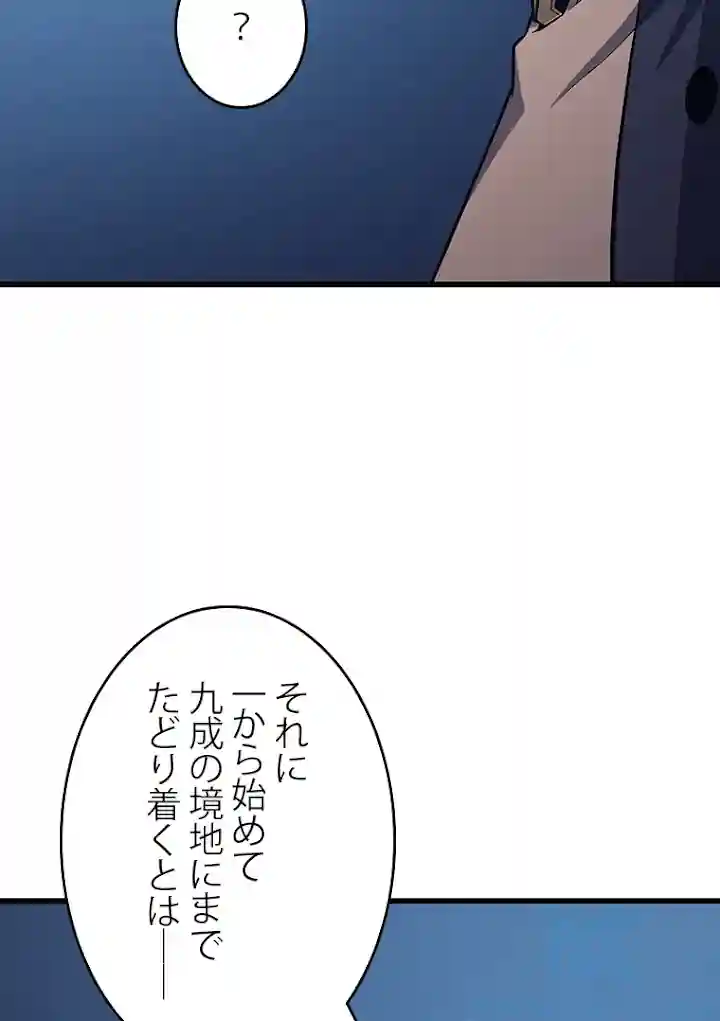 ？
それに
一から始めて
九成の境地にまで
たどり着くとは――